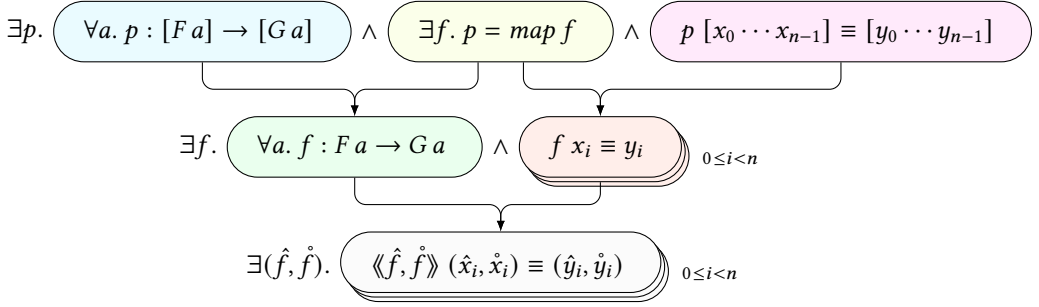 ∃p. ∀a. p : [F a] → [G a] ∧ ∃f. p = map f ∧ p [x₀ ⋯ xₙ₋₁] ≡ [y₀ ⋯ yₙ₋₁]
∃f. ∀a. f : F a → G a ∧ f xᵢ ≡ yᵢ 0≤i<n
∃(f̂, f̊). ⟪f̂, f̊⟫ (x̂ᵢ, x̊ᵢ) ≡ (ŷᵢ, ẙᵢ) 0≤i<n